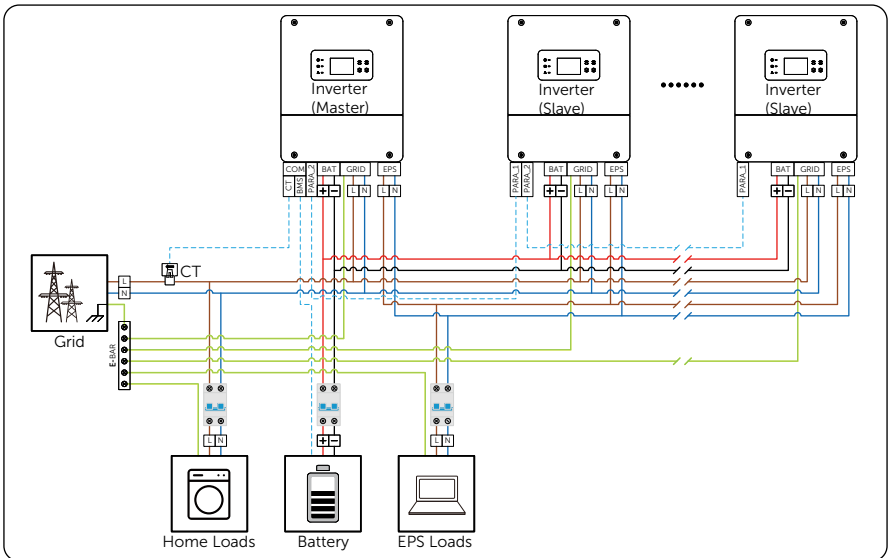 Inverter
(Master)
Inverter
(Slave)
Inverter
(Slave)
COM BAT GRID EPS
CT BMS PARA_2 + − L N L N
PARA_1 PARA_2 BAT GRID EPS
+ − L N L N
PARA_1 BAT GRID EPS
+ − L N L N
CT
L
N
Grid
E-BAR
L N
+ −
L N
Home Loads
Battery
EPS Loads